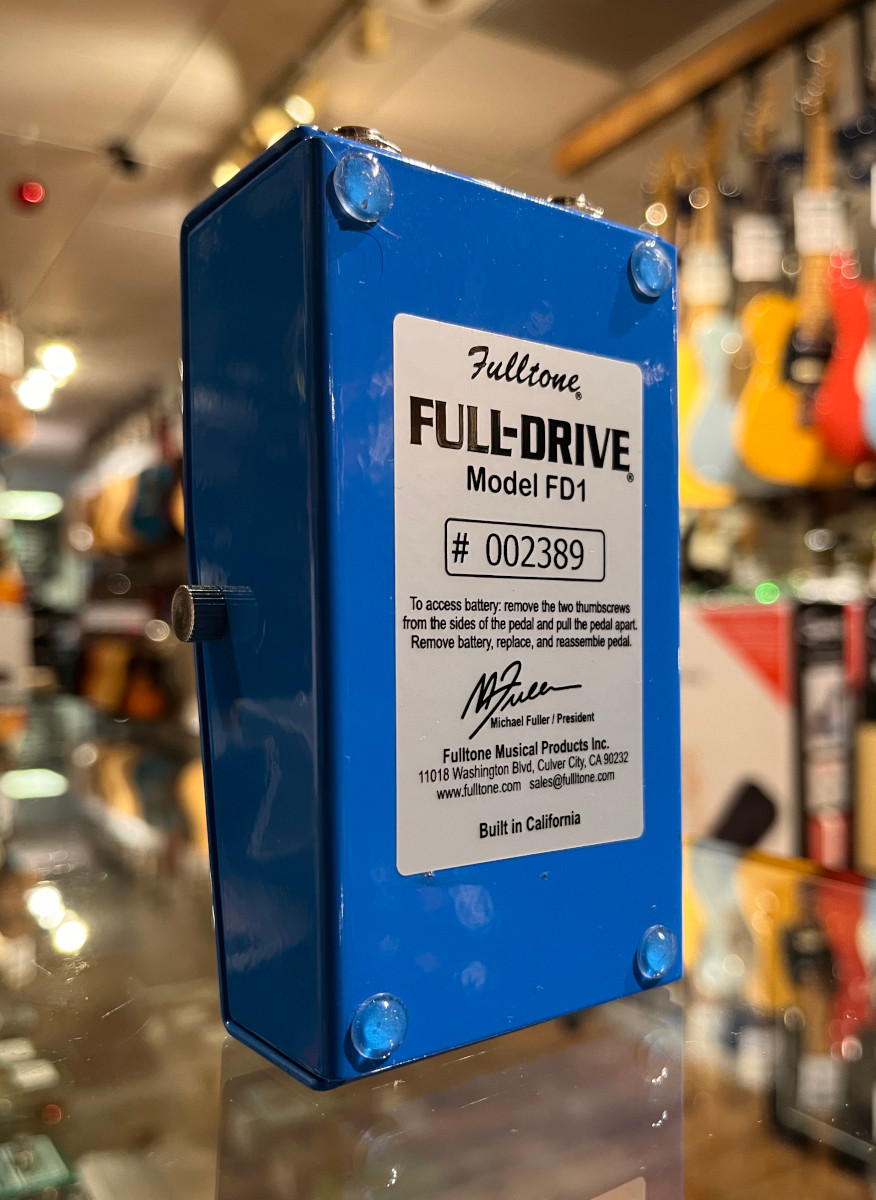 Fulltone®
FULL-DRIVE®
Model FD1
# 002389
To access battery: remove the two thumbscrews
from the sides of the pedal and pull the pedal apart.
Remove battery, replace, and reassemble pedal.
MFuller
Michael Fuller / President
Fulltone Musical Products Inc.
11018 Washington Blvd, Culver City, CA 90232
www.fulltone.com sales@fullltone.com
Built in California